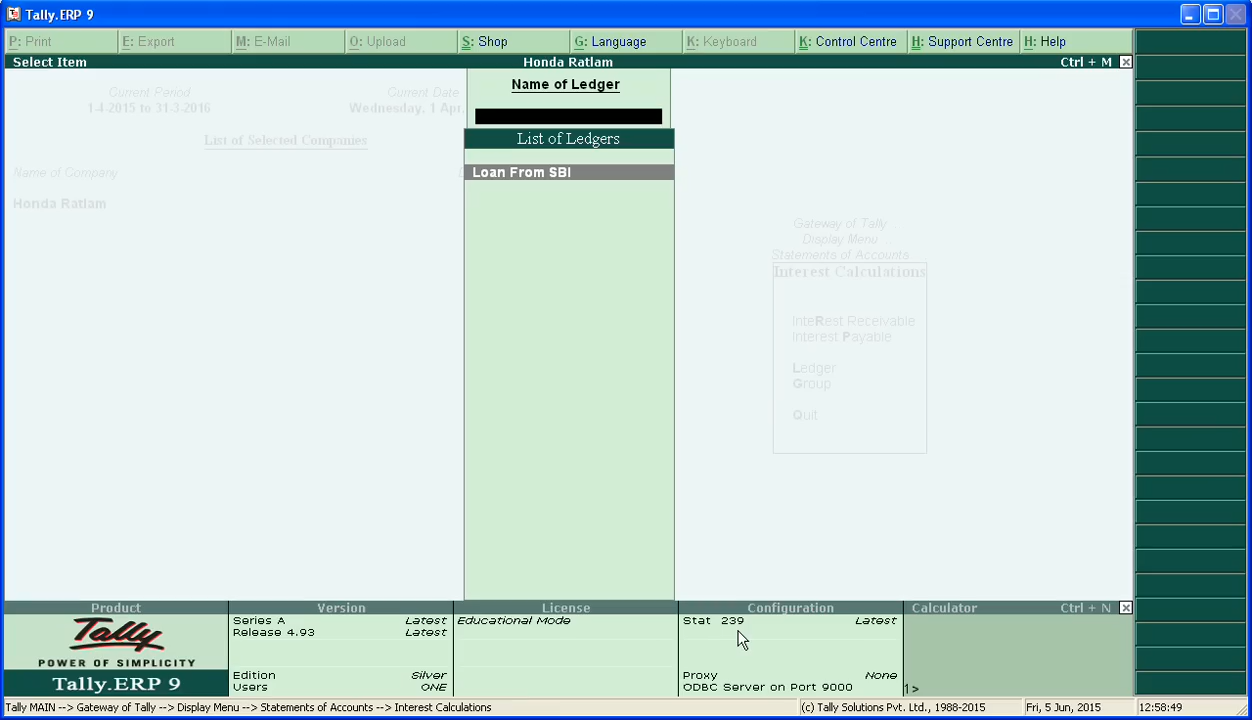 Tally.ERP 9
P: Print
E: Export
M: E-Mail
O: Upload
S: Shop
G: Language
K: Keyboard
K: Control Centre
H: Support Centre
H: Help
Select Item
Honda Ratlam
Ctrl + M
Current Period
1-4-2015 to 31-3-2016
Current Date
Wednesday, 1 Apr,
List of Selected Companies
Name of Company
Honda Ratlam
Name of Ledger
List of Ledgers
Loan From SBI
Gateway of Tally
Display Menu
Statements of Accounts
Interest Calculations
InteRest Receivable
Interest Payable
Ledger
Group
Quit
Product
Tally
POWER OF SIMPLICITY
Tally.ERP 9
Version
Series A Latest
Release 4.93 Latest
Edition Silver
Users ONE
License
Educational Mode
Configuration
Stat 239 Latest
Proxy None
ODBC Server on Port 9000
Calculator Ctrl + N
1>
Tally MAIN --> Gateway of Tally --> Display Menu --> Statements of Accounts --> Interest Calculations
(c) Tally Solutions Pvt. Ltd., 1988-2015
Fri, 5 Jun, 2015
12:58:49